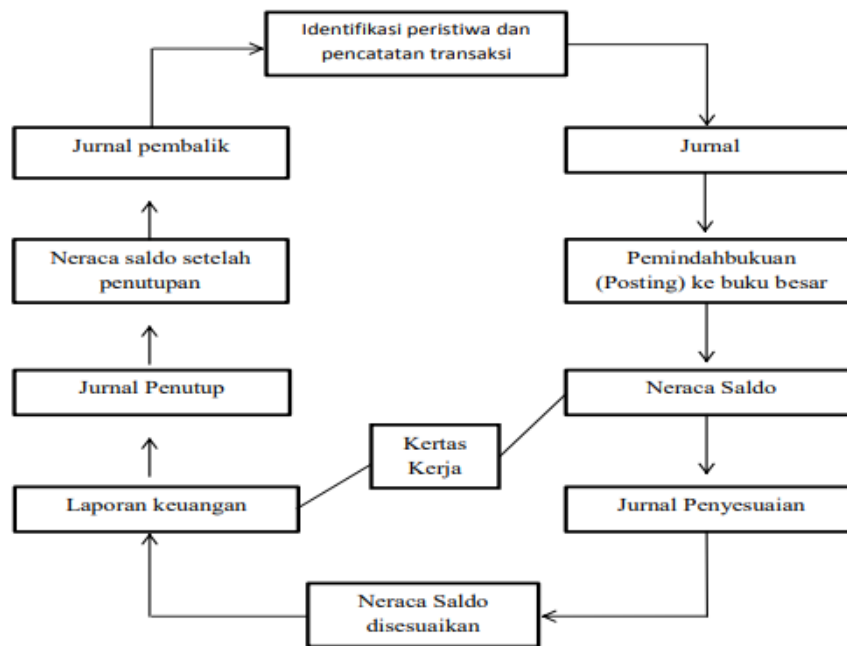 Identifikasi peristiwa dan
pencatatan transaksi
Jurnal pembalik
Jurnal
Neraca saldo setelah
penutupan
Pemindahbukuan
(Posting) ke buku besar
Jurnal Penutup
Neraca Saldo
Kertas
Kerja
Laporan keuangan
Jurnal Penyesuaian
Neraca Saldo
disesuaikan